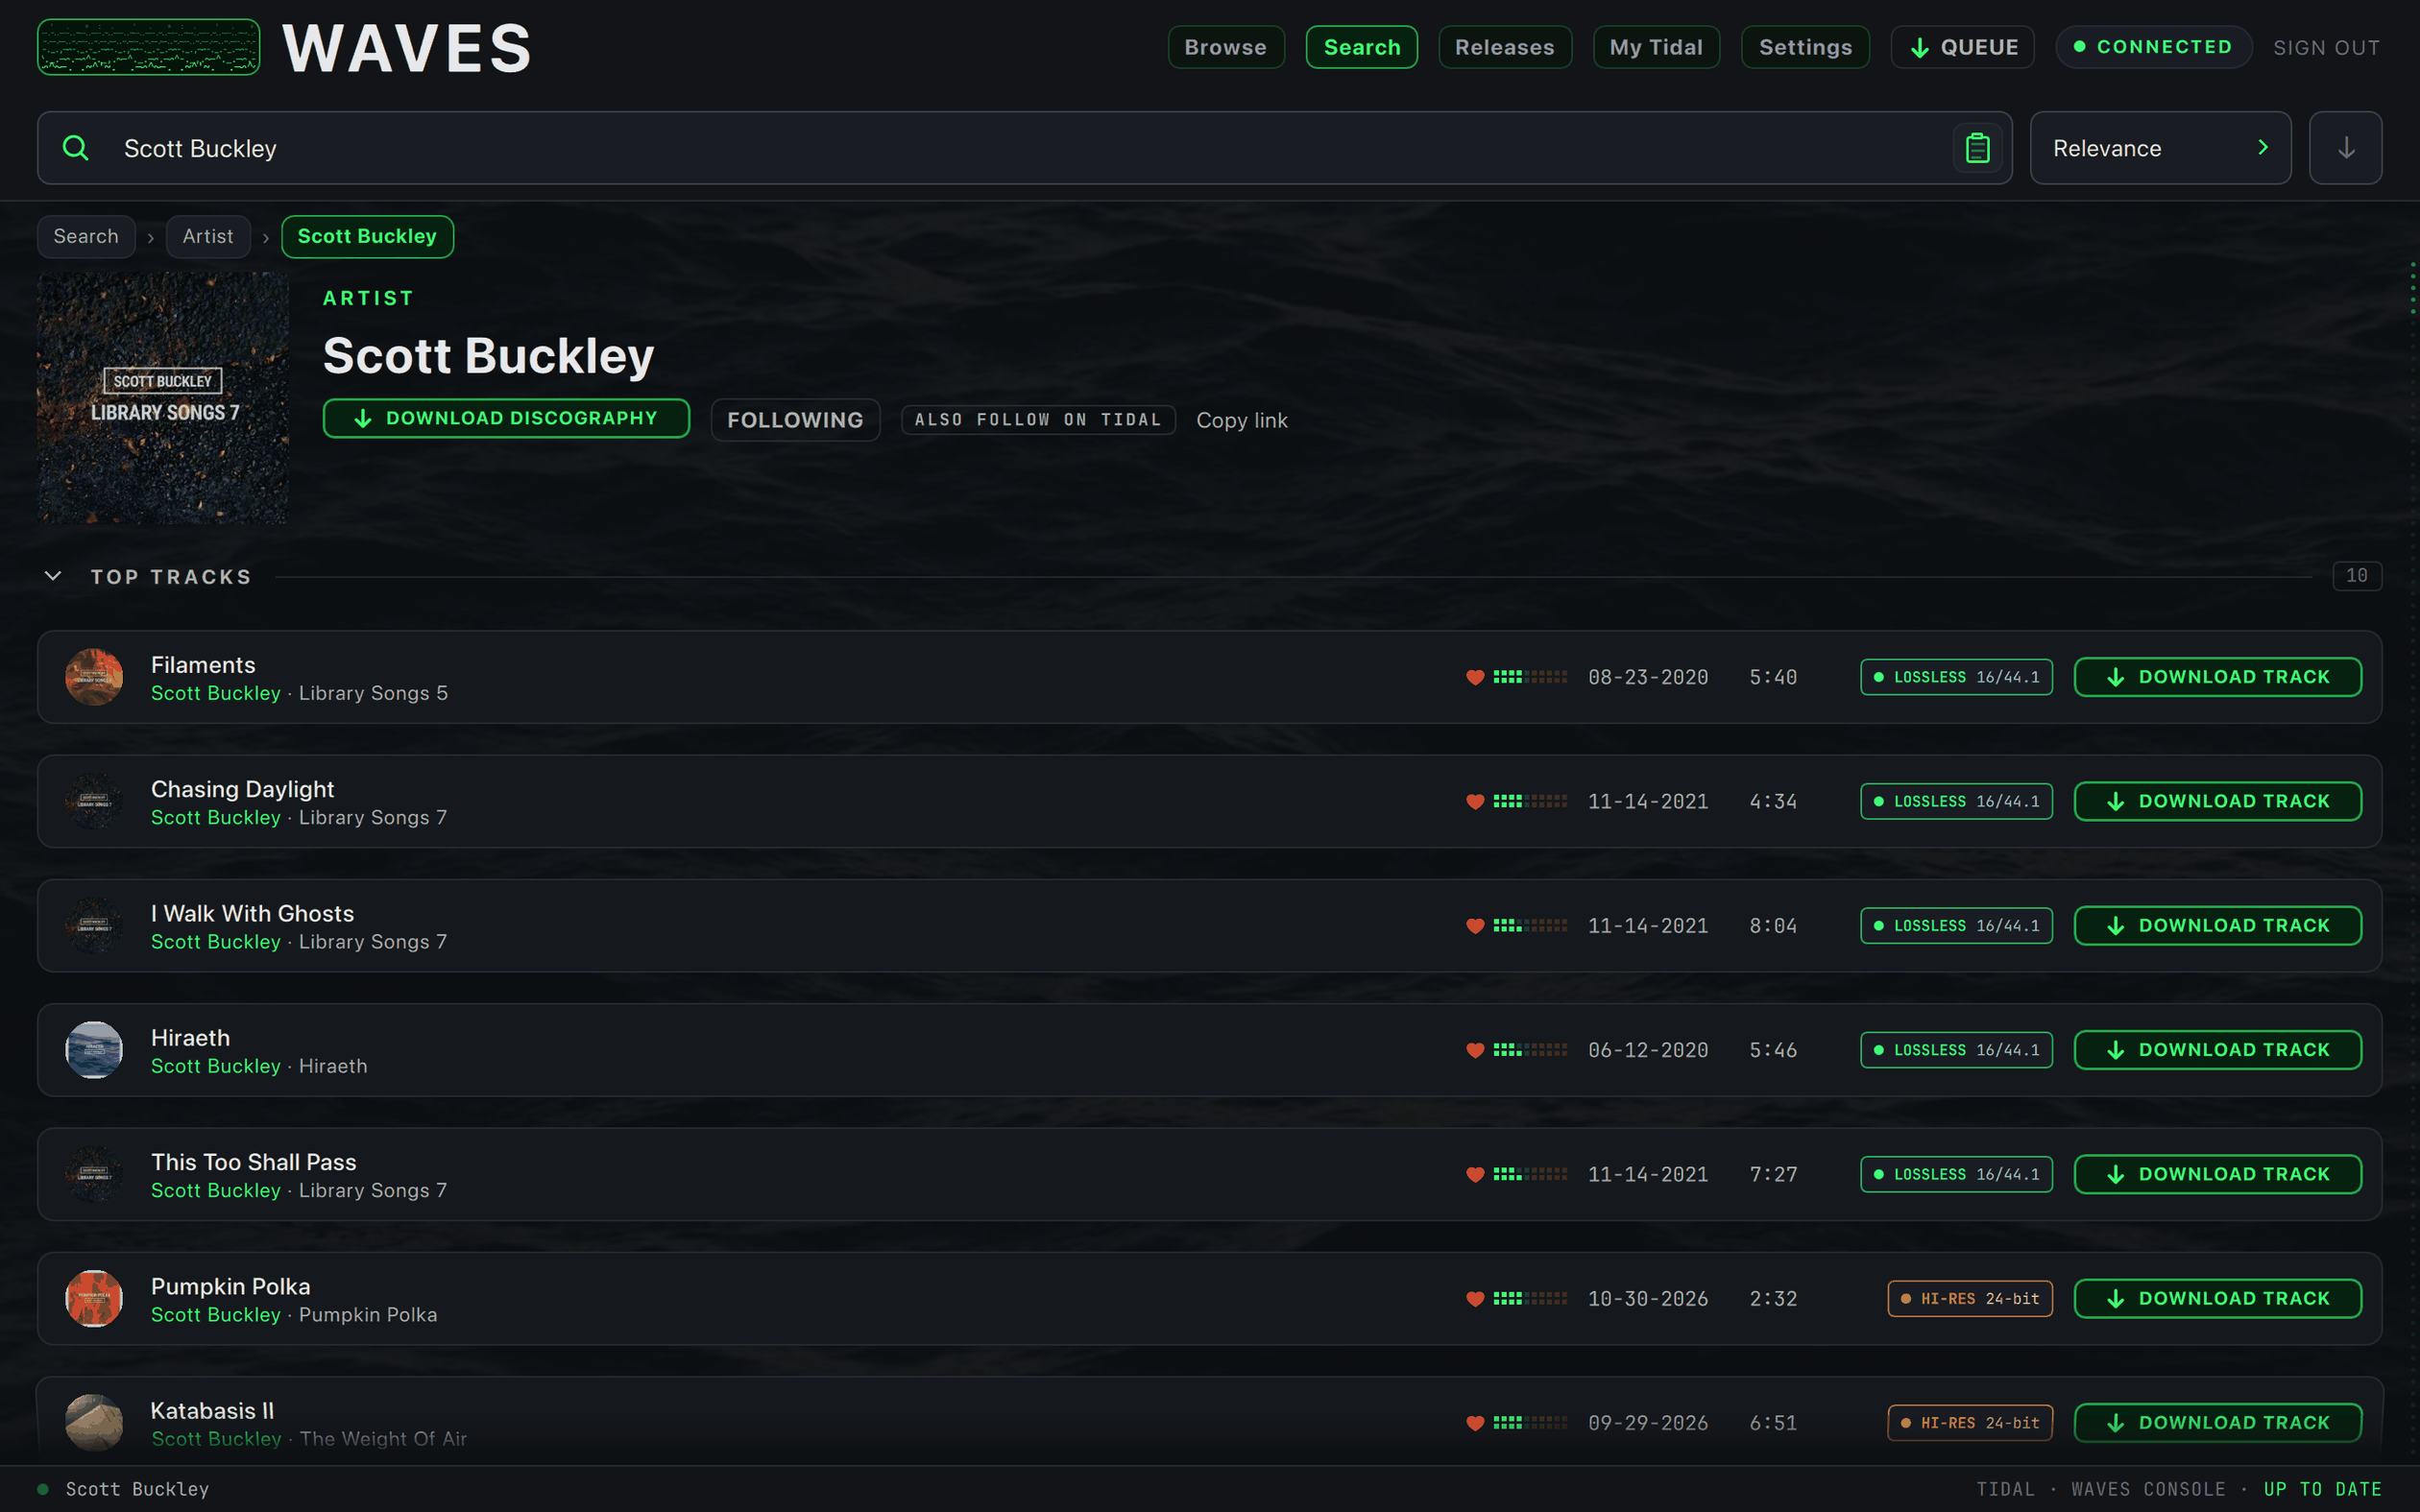 WAVES
Browse Search Releases My Tidal Settings QUEUE CONNECTED SIGN OUT
Scott Buckley Relevance
Search › Artist › Scott Buckley
ARTIST
Scott Buckley
DOWNLOAD DISCOGRAPHY FOLLOWING ALSO FOLLOW ON TIDAL Copy link
SCOTT BUCKLEY
LIBRARY SONGS 7
TOP TRACKS 10
Filaments
Scott Buckley · Library Songs 5
08-23-2020 5:40 LOSSLESS 16/44.1 DOWNLOAD TRACK
Chasing Daylight
Scott Buckley · Library Songs 7
11-14-2021 4:34 LOSSLESS 16/44.1 DOWNLOAD TRACK
I Walk With Ghosts
Scott Buckley · Library Songs 7
11-14-2021 8:04 LOSSLESS 16/44.1 DOWNLOAD TRACK
Hiraeth
Scott Buckley · Hiraeth
06-12-2020 5:46 LOSSLESS 16/44.1 DOWNLOAD TRACK
This Too Shall Pass
Scott Buckley · Library Songs 7
11-14-2021 7:27 LOSSLESS 16/44.1 DOWNLOAD TRACK
Pumpkin Polka
Scott Buckley · Pumpkin Polka
10-30-2026 2:32 HI-RES 24-bit DOWNLOAD TRACK
Katabasis II
Scott Buckley · The Weight Of Air
09-29-2026 6:51 HI-RES 24-bit DOWNLOAD TRACK
Scott Buckley TIDAL · WAVES CONSOLE · UP TO DATE